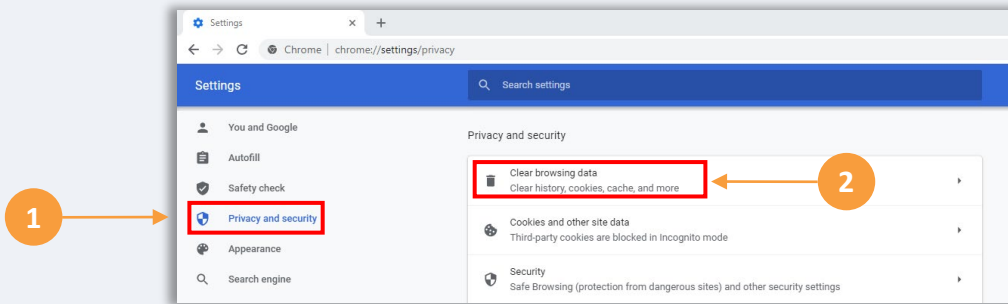 Settings
Chrome | chrome://settings/privacy
Settings
Search settings
You and Google
Autofill
Safety check
Privacy and security
Appearance
Search engine
Privacy and security
Clear browsing data
Clear history, cookies, cache, and more
Cookies and other site data
Third-party cookies are blocked in Incognito mode
Security
Safe Browsing (protection from dangerous sites) and other security settings
1
2